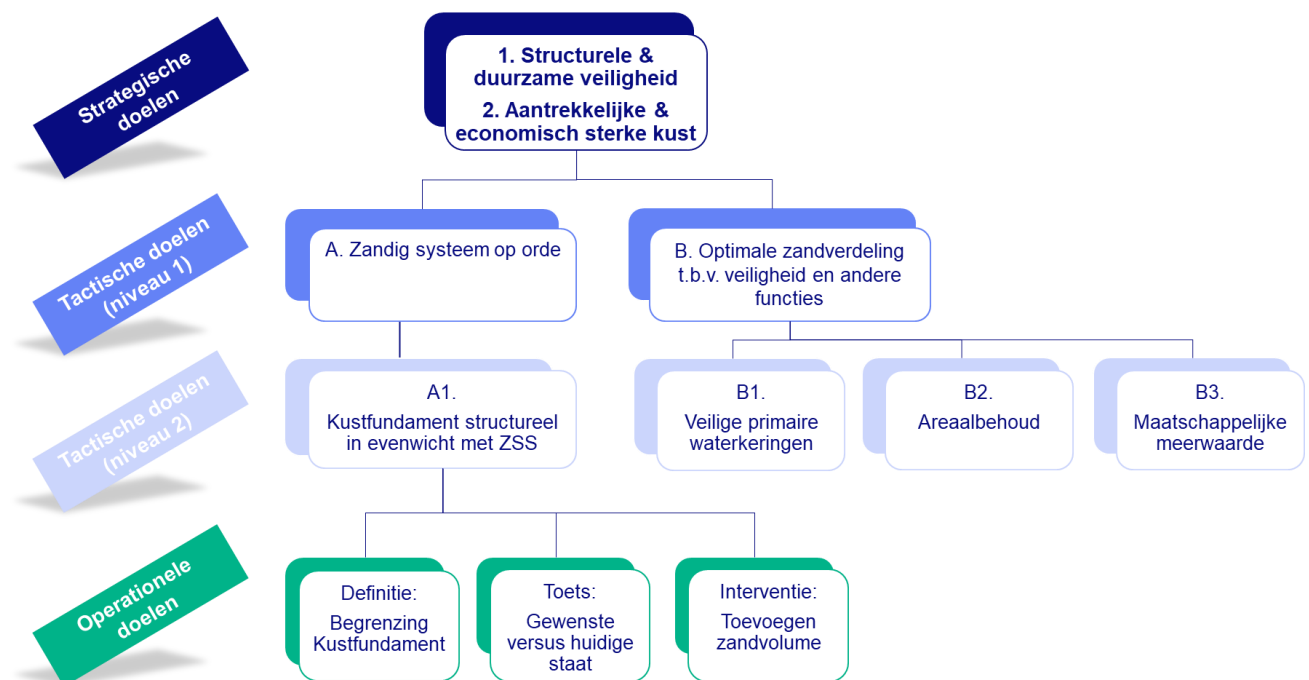 Strategische
doelen
1. Structurele &
duurzame veiligheid
2. Aantrekkelijke &
economisch sterke kust
Tactische doelen
(niveau 1)
A. Zandig systeem op orde
B. Optimale zandverdeling
t.b.v. veiligheid en andere
functies
Tactische doelen
(niveau 2)
A1.
Kustfundament structureel
in evenwicht met ZSS
B1.
Veilige primaire
waterkeringen
B2.
Areaalbehoud
B3.
Maatschappelijke
meerwaarde
Operationele
doelen
Definitie:
Begrenzing
Kustfundament
Toets:
Gewenste
versus huidige
staat
Interventie:
Toevoegen
zandvolume